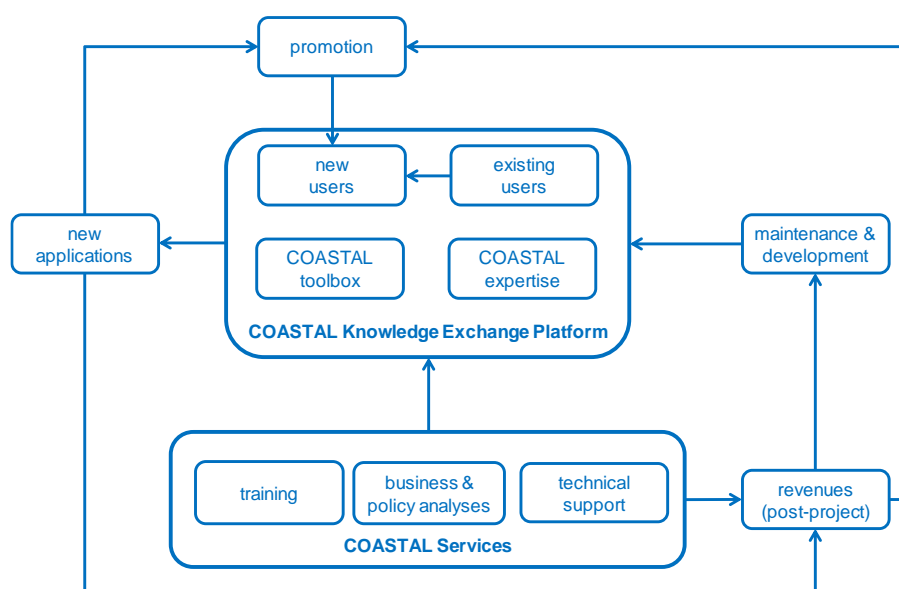 promotion
new
users
existing
users
new
applications
maintenance &
development
COASTAL
toolbox
COASTAL
expertise
COASTAL Knowledge Exchange Platform
training
business &
policy analyses
technical
support
revenues
(post-project)
COASTAL Services